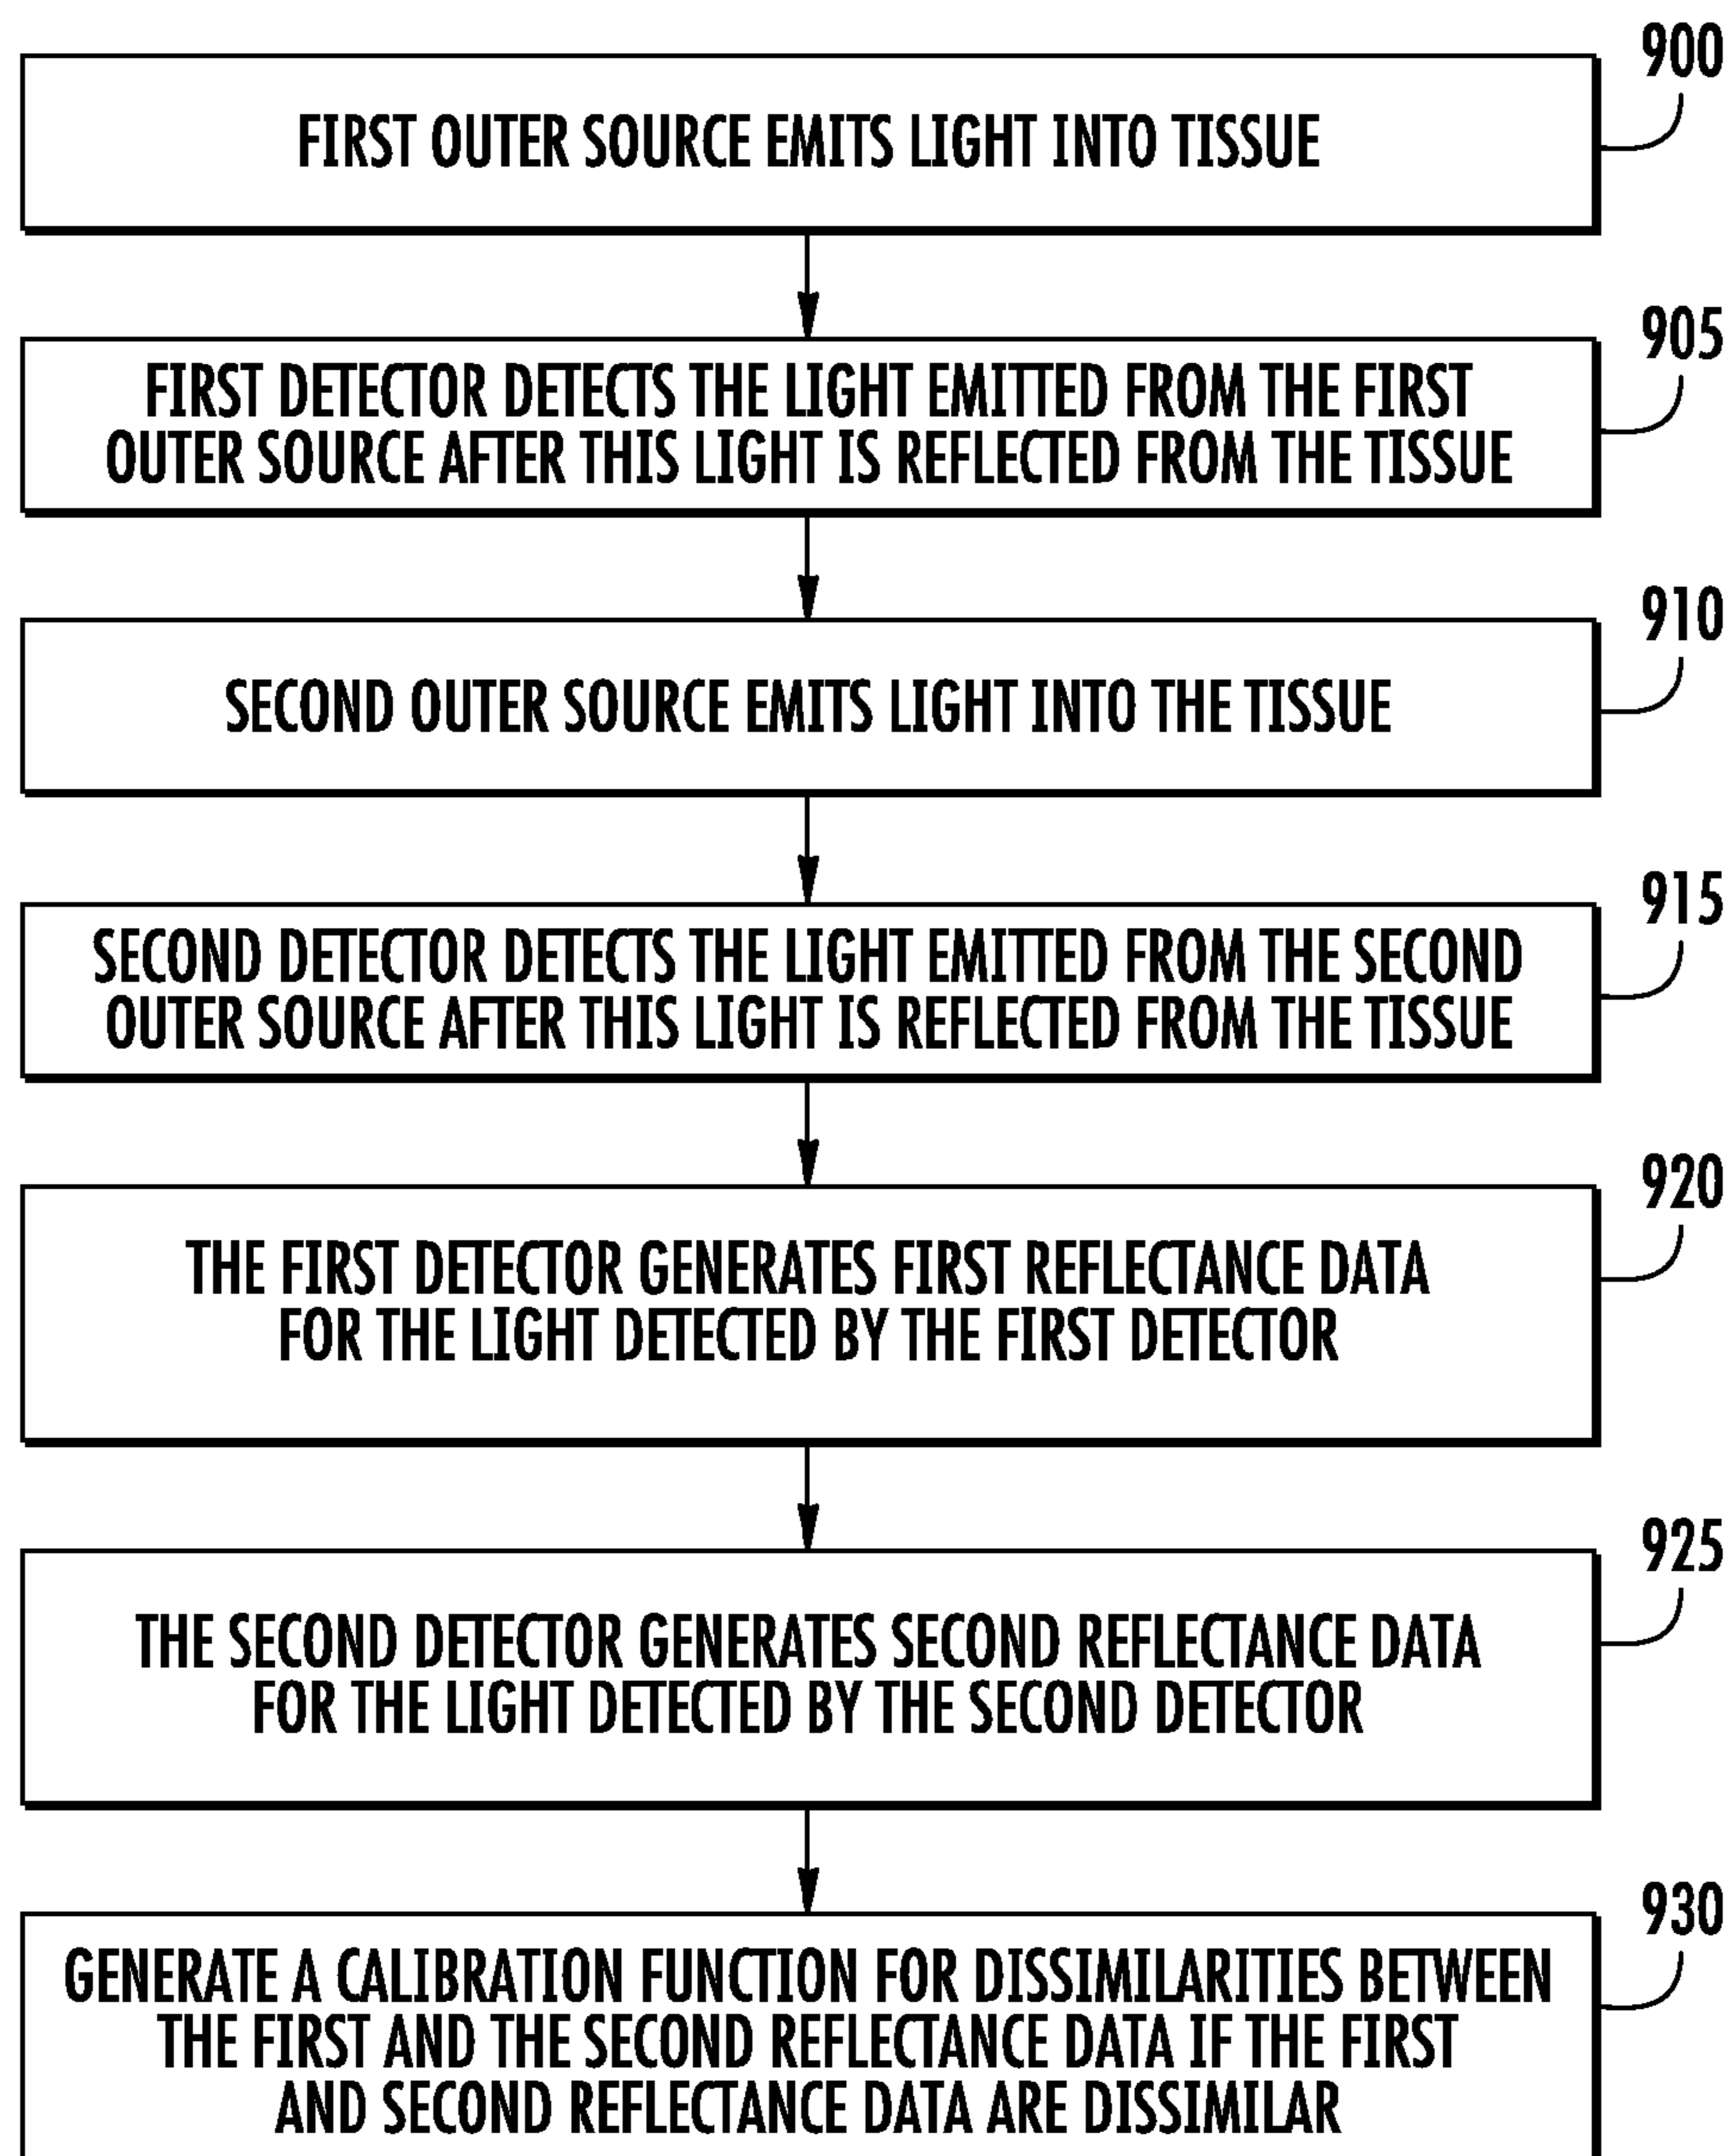 900
FIRST OUTER SOURCE EMITS LIGHT INTO TISSUE
905
FIRST DETECTOR DETECTS THE LIGHT EMITTED FROM THE FIRST
OUTER SOURCE AFTER THIS LIGHT IS REFLECTED FROM THE TISSUE
910
SECOND OUTER SOURCE EMITS LIGHT INTO THE TISSUE
915
SECOND DETECTOR DETECTS THE LIGHT EMITTED FROM THE SECOND
OUTER SOURCE AFTER THIS LIGHT IS REFLECTED FROM THE TISSUE
920
THE FIRST DETECTOR GENERATES FIRST REFLECTANCE DATA
FOR THE LIGHT DETECTED BY THE FIRST DETECTOR
925
THE SECOND DETECTOR GENERATES SECOND REFLECTANCE DATA
FOR THE LIGHT DETECTED BY THE SECOND DETECTOR
930
GENERATE A CALIBRATION FUNCTION FOR DISSIMILARITIES BETWEEN
THE FIRST AND THE SECOND REFLECTANCE DATA IF THE FIRST
AND SECOND REFLECTANCE DATA ARE DISSIMILAR